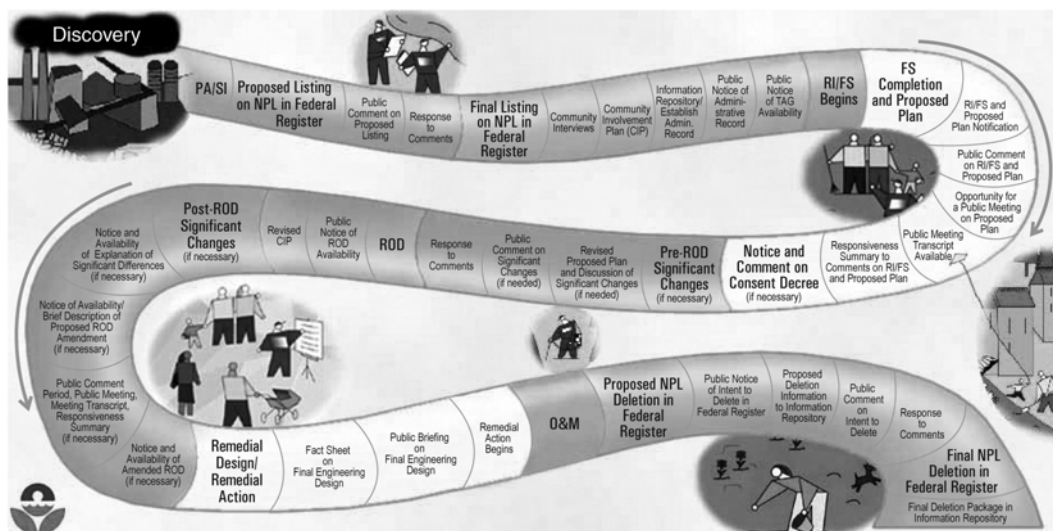 Discovery
PA/SI
Proposed Listing
on NPL in Federal
Register
Public
Comment on
Proposed
Listing
Response
to
Comments
Final Listing
on NPL in
Federal
Register
Community
Interviews
Community
Involvement
Plan (CIP)
Information
Repository/
Establish
Admin.
Record
Public
Notice of
Admini-
strative
Record
Public
Notice
of TAG
Availability
RI/FS
Begins
FS
Completion
and Proposed
Plan
RI/FS and
Proposed
Plan Notification
Public Comment
on RI/FS and
Proposed Plan
Opportunity for
a Public Meeting
on Proposed
Plan
Public Meeting
Transcript
Available
Responsiveness
Summary to
Comments on RI/FS
and Proposed Plan
Notice and
Comment on
Consent Decree
(if necessary)
Pre-ROD
Significant
Changes
(if necessary)
Revised
Proposed Plan
and Discussion of
Significant Changes
(if needed)
Public
Comment on
Significant
Changes
(if needed)
Response
to
Comments
ROD
Public
Notice of
ROD
Availability
Revised
CIP
Post-ROD
Significant
Changes
(if necessary)
Notice and
Availability
of Explanation of
Significant Differences
(if necessary)
Notice of Availability/
Brief Description of
Proposed ROD
Amendment
(if necessary)
Public Comment
Period, Public Meeting,
Meeting Transcript,
Responsiveness
Summary
(if necessary)
Notice and
Availability of
Amended ROD
(if necessary)
Remedial
Design/
Remedial
Action
Fact Sheet
on
Final Engineering
Design
Public Briefing
on
Final Engineering
Design
Remedial
Action
Begins
O&M
Proposed NPL
Deletion in
Federal
Register
Public Notice
of Intent to
Delete in
Federal Register
Proposed
Deletion
Information
to Information
Repository
Public
Comment
on
Intent to
Delete
Response
to
Comments
Final NPL
Deletion in
Federal Register
Final Deletion Package in
Information Repository